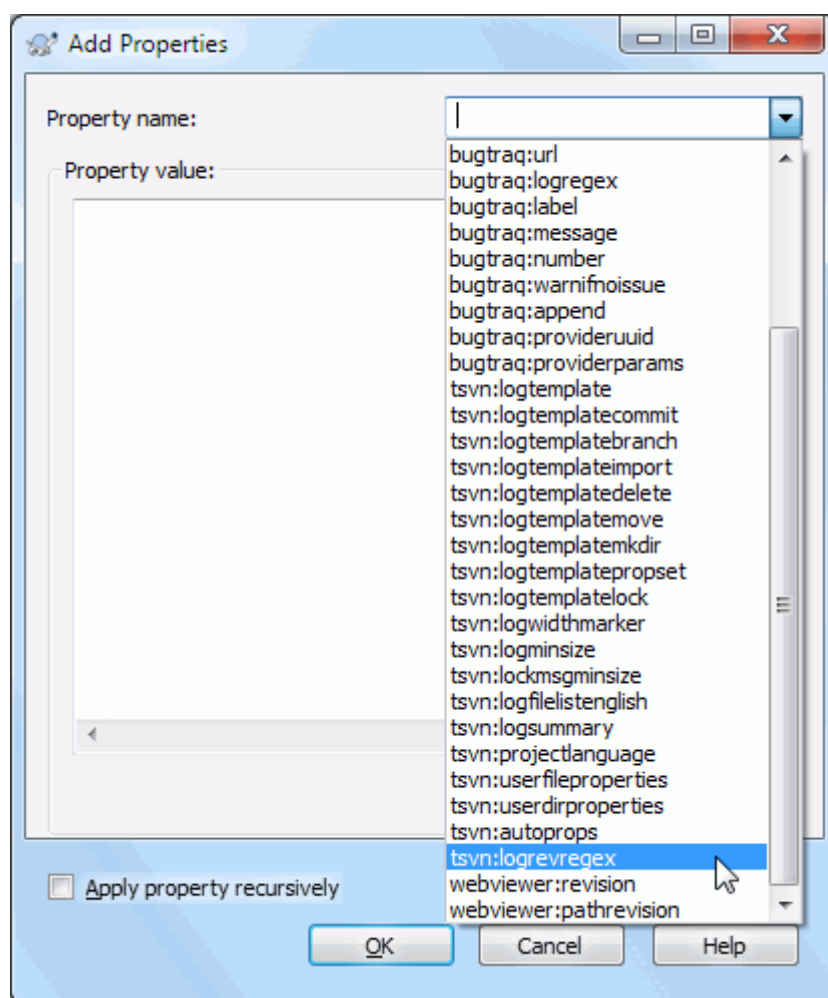 Add Properties
Property name:
Property value:
bugtraq:url
bugtraq:logregex
bugtraq:label
bugtraq:message
bugtraq:number
bugtraq:warnifnoissue
bugtraq:append
bugtraq:provideruuid
bugtraq:providerparams
tsvn:logtemplate
tsvn:logtemplatecommit
tsvn:logtemplatebranch
tsvn:logtemplateimport
tsvn:logtemplatedelete
tsvn:logtemplatemove
tsvn:logtemplatemkdir
tsvn:logtemplatepropset
tsvn:logtemplatelock
tsvn:logwidthmarker
tsvn:logminsize
tsvn:lockmsgminsize
tsvn:logfilelistenglish
tsvn:logsummary
tsvn:projectlanguage
tsvn:userfileproperties
tsvn:userdirproperties
tsvn:autoprops
tsvn:logrevregex
webviewer:revision
webviewer:pathrevision
Apply property recursively
OK Cancel Help